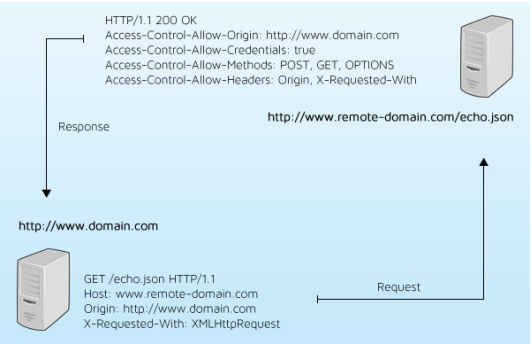 HTTP/1.1 200 OK
Access-Control-Allow-Origin: http://www.domain.com
Access-Control-Allow-Credentials: true
Access-Control-Allow-Methods: POST, GET, OPTIONS
Access-Control-Allow-Headers: Origin, X-Requested-With
http://www.remote-domain.com/echo.json
Response
http://www.domain.com
GET /echo.json HTTP/1.1
Host: www.remote-domain.com
Origin: http://www.domain.com
X-Requested-With: XMLHttpRequest
Request